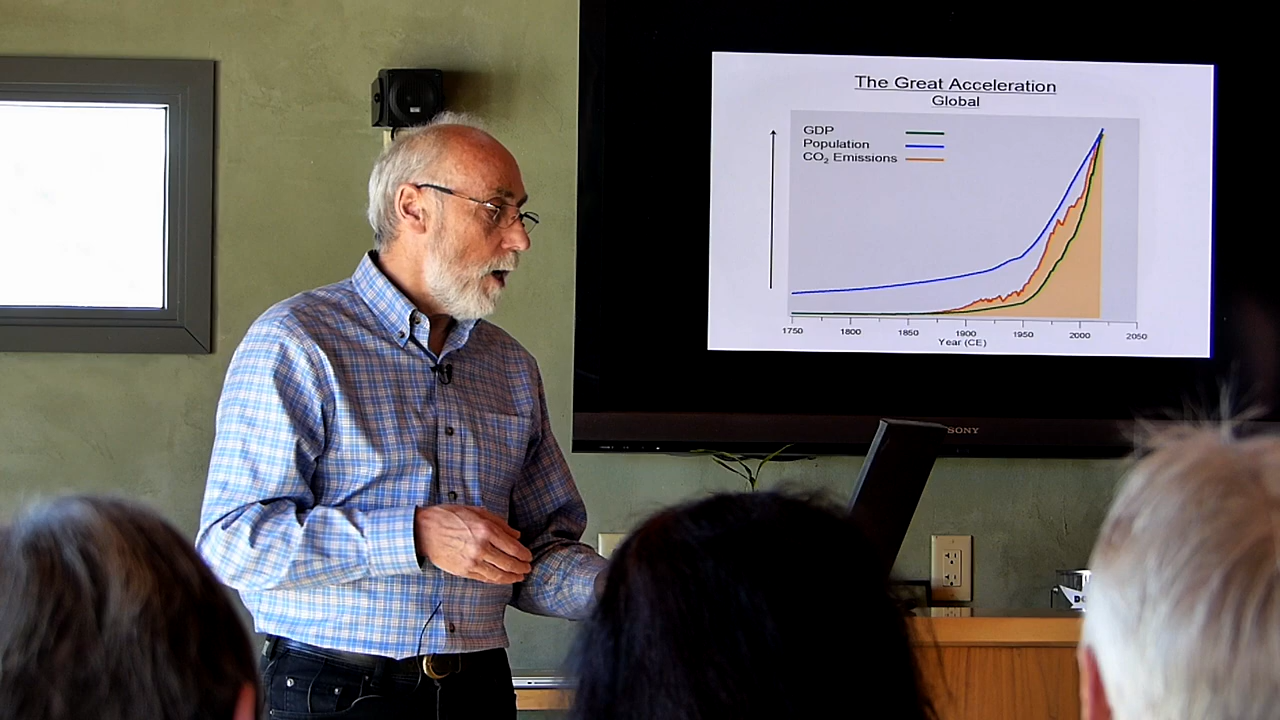 The Great Acceleration
Global
GDP
Population
CO₂ Emissions
1750 1800 1850 1900 1950 2000 2050
Year (CE)
SONY